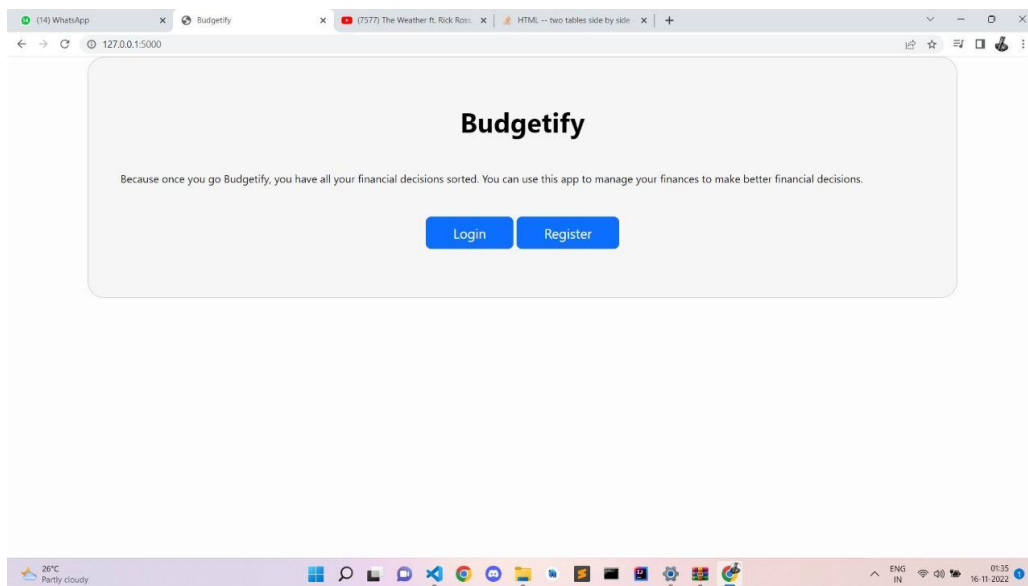 (14) WhatsApp
Budgetify
(7577) The Weather ft. Rick Ross
HTML -- two tables side by side -
127.0.0.1:5000
Budgetify
Because once you go Budgetify, you have all your financial decisions sorted. You can use this app to manage your finances to make better financial decisions.
Login Register
26°C
Partly cloudy
ENG
IN
01:35
16-11-2022
1